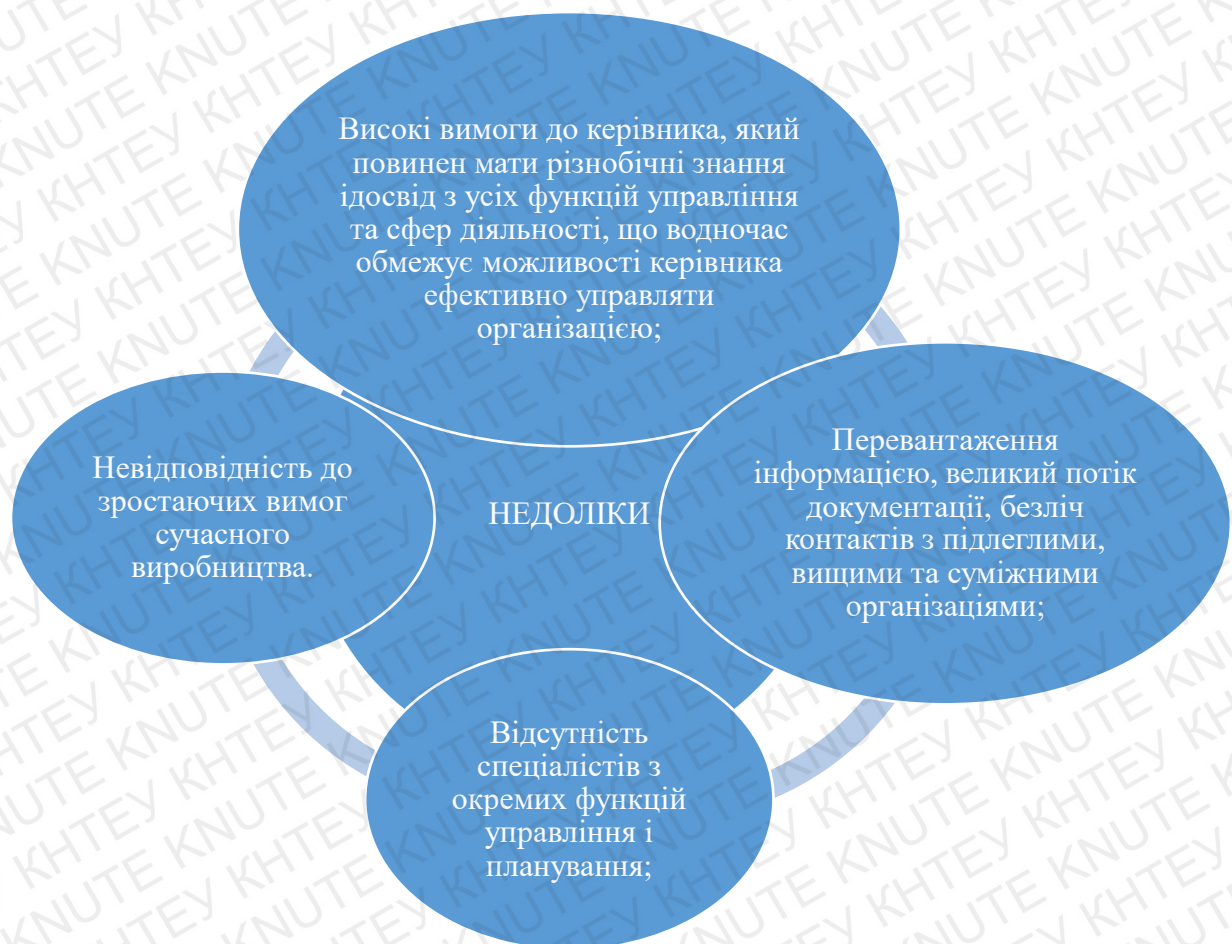 Високі вимоги до керівника, який
повинен мати різнобічні знання
ідосвід з усіх функцій управління
та сфер діяльності, що водночас
обмежує можливості керівника
ефективно управляти
організацією;
Перевантаження
інформацією, великий потік
документації, безліч
контактів з підлеглими,
вищими та суміжними
організаціями;
НЕДОЛІКИ
Невідповідність до
зростаючих вимог
сучасного
виробництва.
Відсутність
спеціалістів з
окремих функцій
управління і
планування;